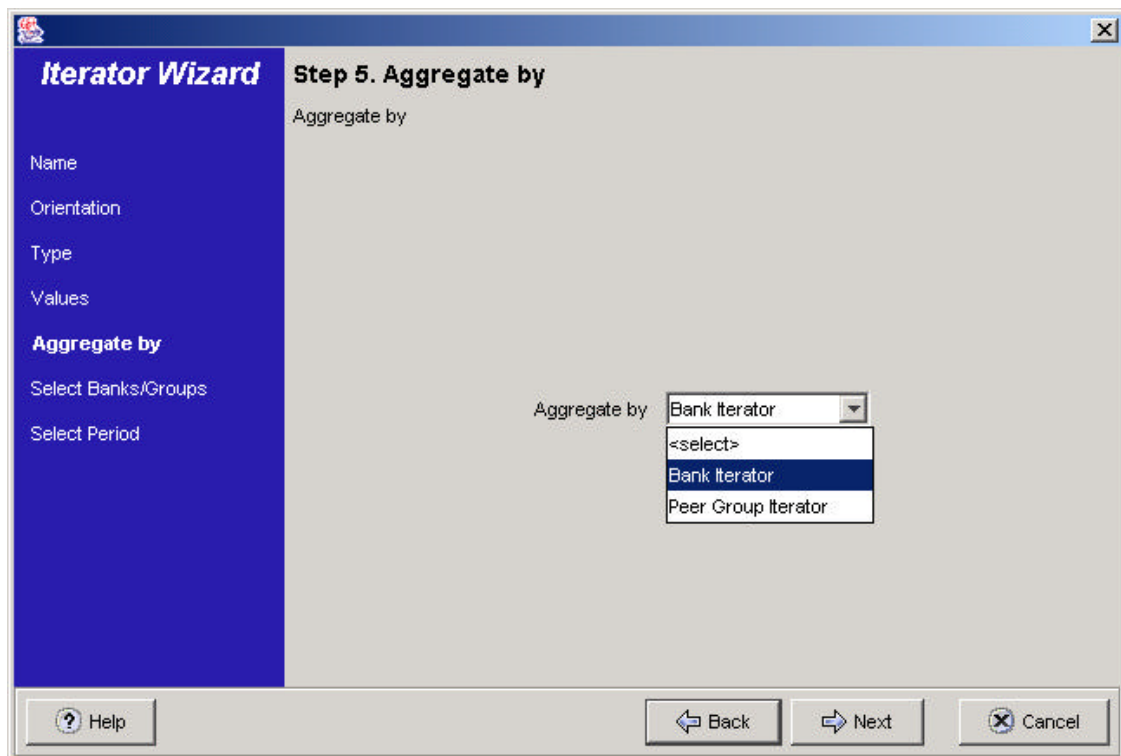 Iterator Wizard
Name
Orientation
Type
Values
Aggregate by
Select Banks/Groups
Select Period
Step 5. Aggregate by
Aggregate by
Aggregate by Bank Iterator
<select>
Bank Iterator
Peer Group Iterator
? Help
Back Next Cancel